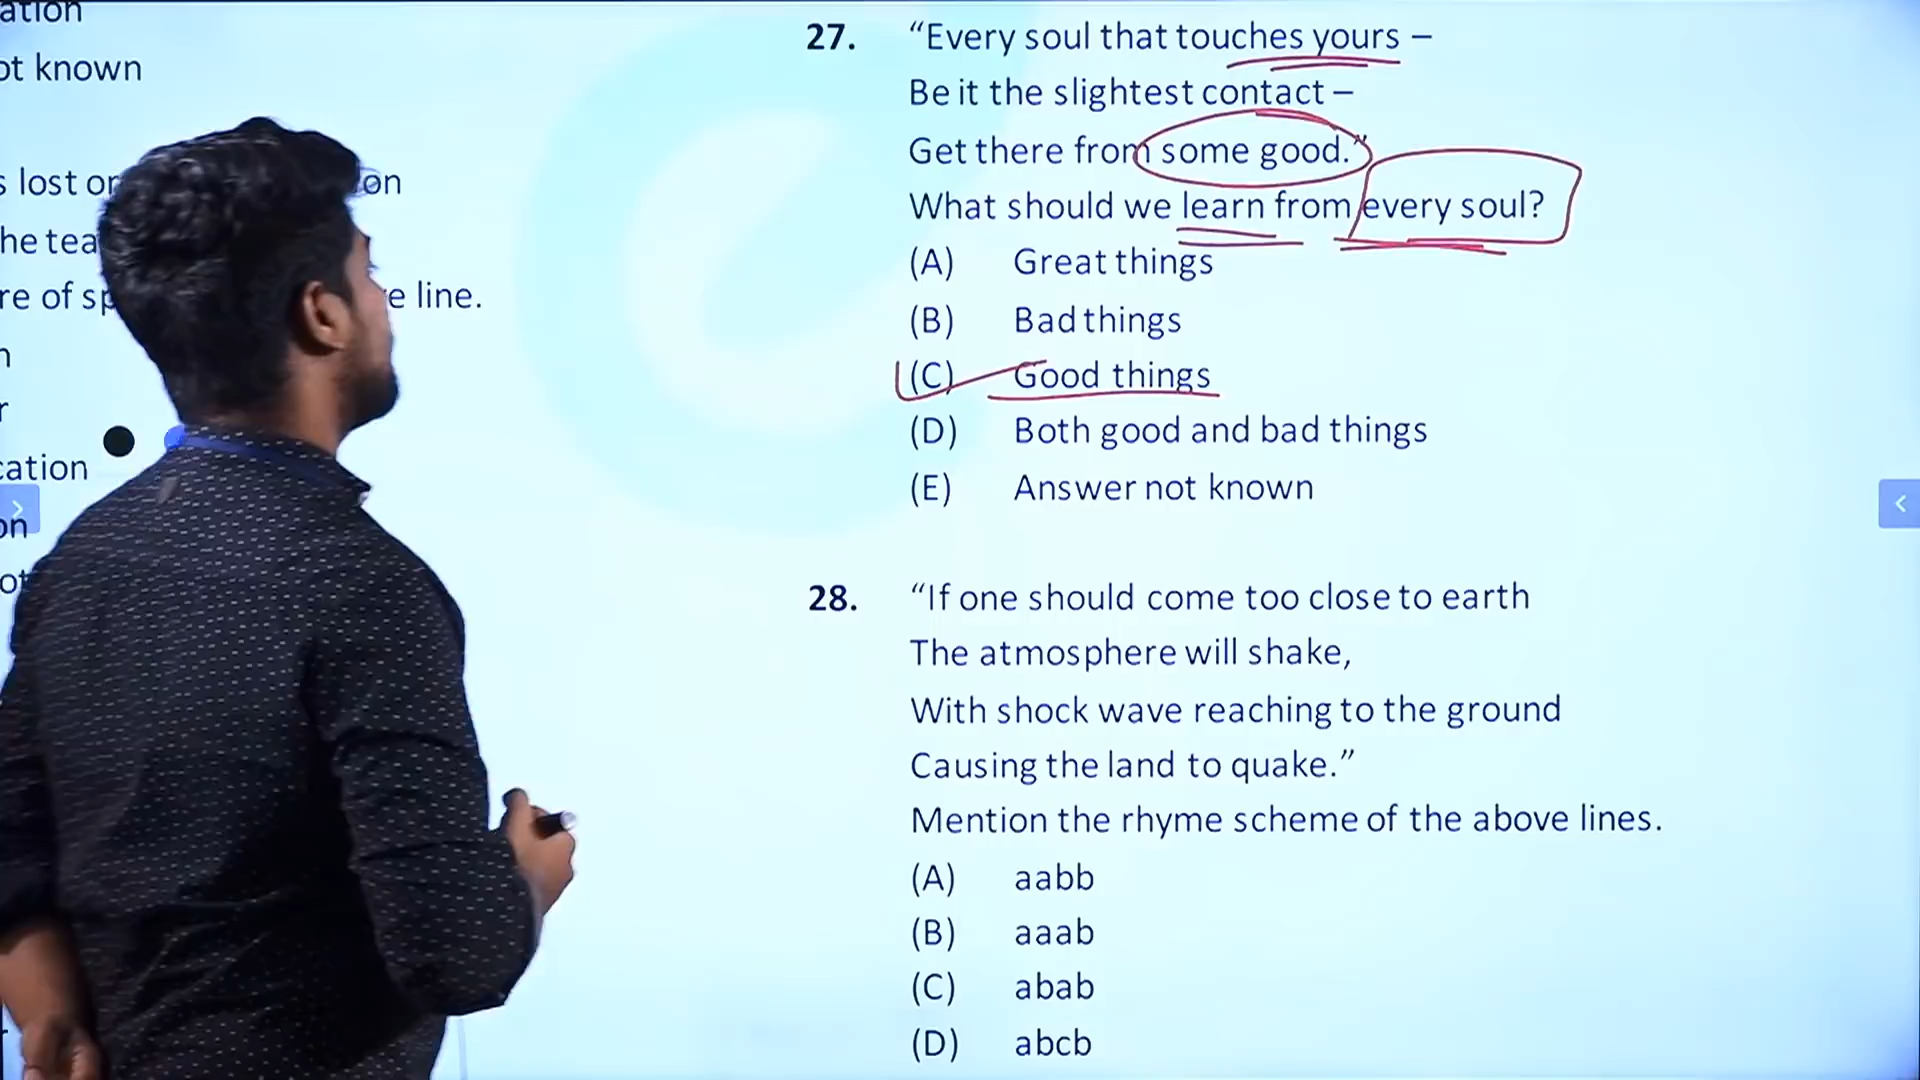 ation
ot known
s lost or on
he tea
re of sp e line.
n
r
cation
on
ot
27. “Every soul that touches yours –
Be it the slightest contact –
Get there from some good.”
What should we learn from every soul?
(A) Great things
(B) Bad things
(C) Good things
(D) Both good and bad things
(E) Answer not known
28. “If one should come too close to earth
The atmosphere will shake,
With shock wave reaching to the ground
Causing the land to quake.”
Mention the rhyme scheme of the above lines.
(A) aabb
(B) aaab
(C) abab
(D) abcb